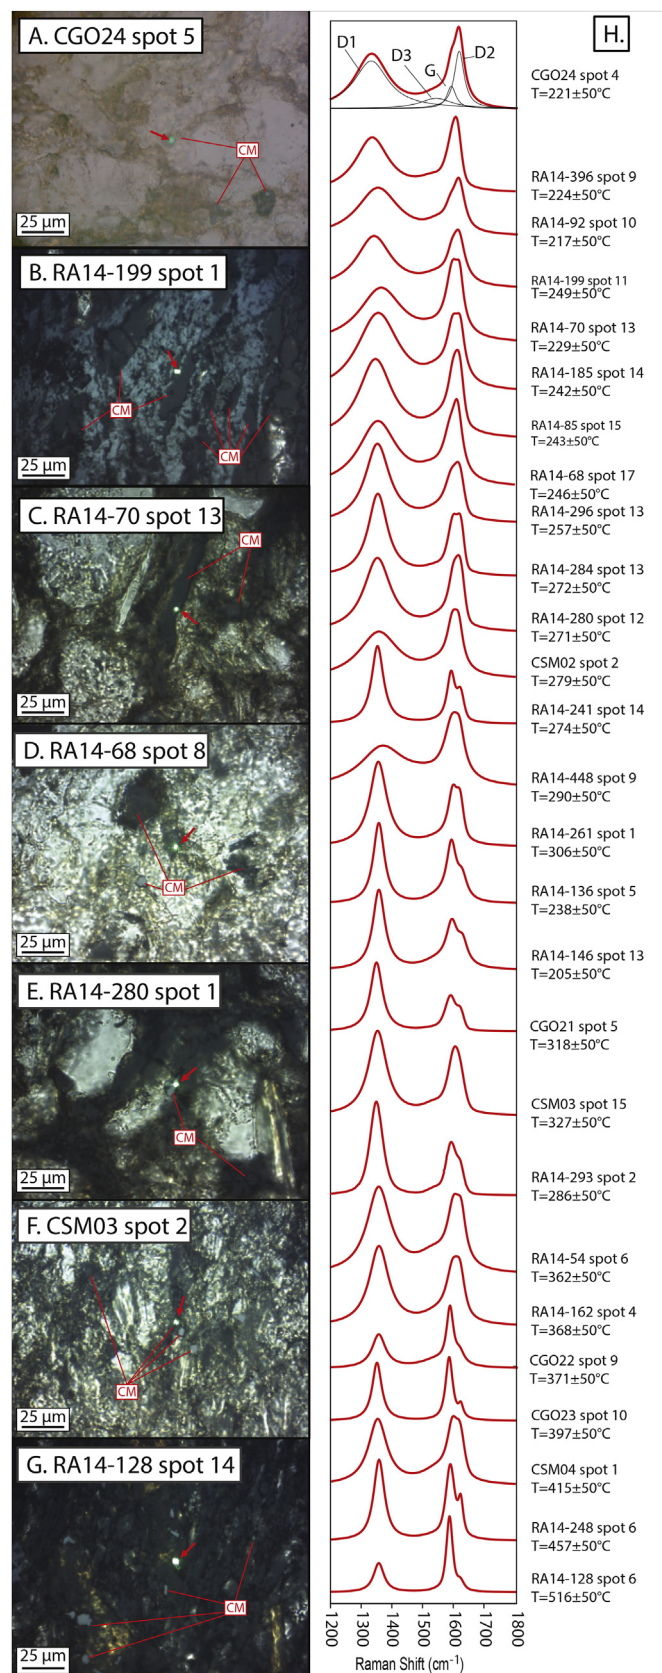 A. CGO24 spot 5
CM
25 µm
B. RA14-199 spot 1
CM
CM
25 µm
C. RA14-70 spot 13
CM
25 µm
D. RA14-68 spot 8
CM
25 µm
E. RA14-280 spot 1
CM
25 µm
F. CSM03 spot 2
CM
25 µm
G. RA14-128 spot 14
CM
25 µm
H.
D1
D3
G
D2
CGO24 spot 4
T=221±50°C
RA14-396 spot 9
T=224±50°C
RA14-92 spot 10
T=217±50°C
RA14-199 spot 11
T=249±50°C
RA14-70 spot 13
T=229±50°C
RA14-185 spot 14
T=242±50°C
RA14-85 spot 15
T=243±50°C
RA14-68 spot 17
T=246±50°C
RA14-296 spot 13
T=257±50°C
RA14-284 spot 13
T=272±50°C
RA14-280 spot 12
T=271±50°C
CSM02 spot 2
T=279±50°C
RA14-241 spot 14
T=274±50°C
RA14-448 spot 9
T=290±50°C
RA14-261 spot 1
T=306±50°C
RA14-136 spot 5
T=238±50°C
RA14-146 spot 13
T=205±50°C
CGO21 spot 5
T=318±50°C
CSM03 spot 15
T=327±50°C
RA14-293 spot 2
T=286±50°C
RA14-54 spot 6
T=362±50°C
RA14-162 spot 4
T=368±50°C
CGO22 spot 9
T=371±50°C
CGO23 spot 10
T=397±50°C
CSM04 spot 1
T=415±50°C
RA14-248 spot 6
T=457±50°C
RA14-128 spot 6
T=516±50°C
1200 1300 1400 1500 1600 1700 1800
Raman Shift (cm⁻¹)